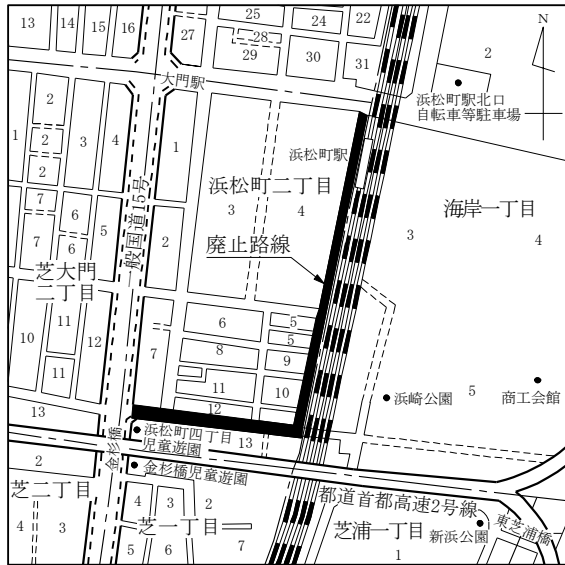 13
14
15
16
27
25
28
29
24
30
22
31
N
2
浜松町駅北口
自転車等駐車場
大門駅
浜松町駅
1
2
2
2
3
4
1
一般国道15号
浜松町二丁目
3
4
海岸一丁目
3
4
7
7
6
6
5
2
廃止路線
芝大門
二丁目
10
11
11
12
7
6
5
5
8
9
11
10
12
13
13
5
浜崎公園
商工会館
浜松町四丁目
児童遊園
金杉橋
金杉橋児童遊園
2
芝二丁目
4
3
4
3
2
芝一丁目
5
6
7
都道首都高速2号線
芝浦一丁目
新浜公園
東芝浦橋
1